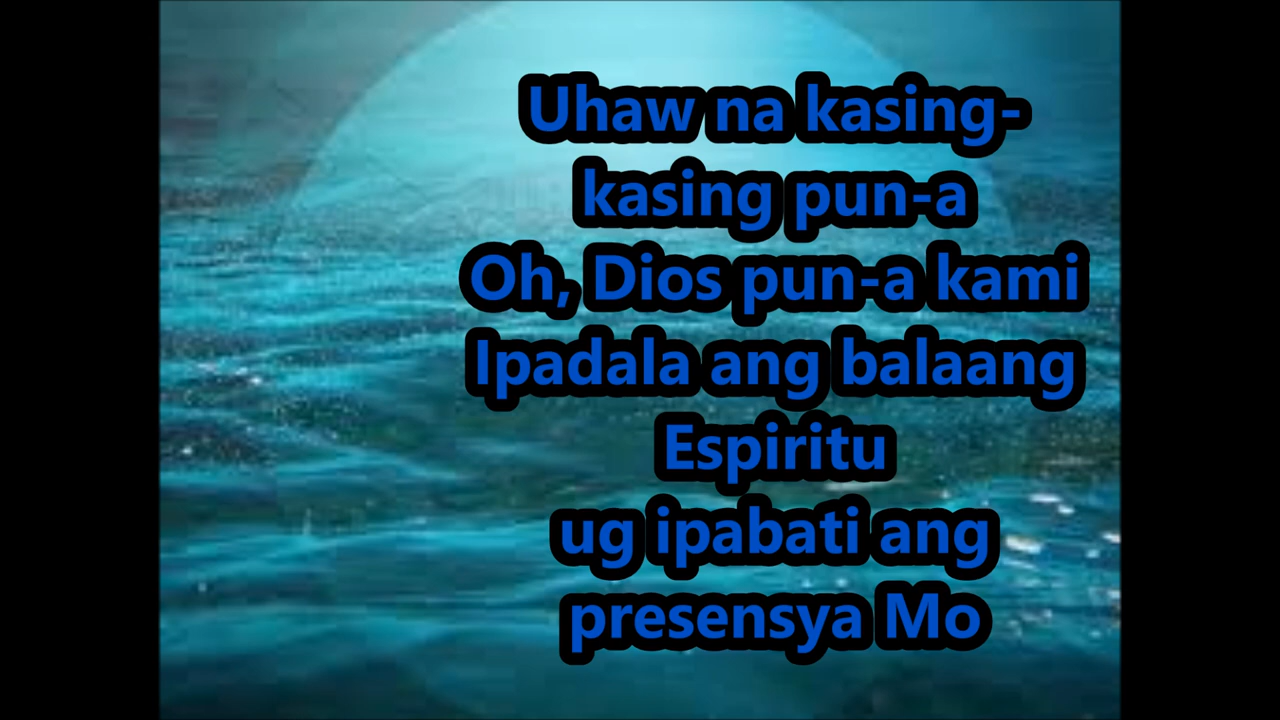 Uhaw na kasing-
kasing pun-a
Oh, Dios pun-a kami
Ipadala ang balaang
Espiritu
ug ipabati ang
presensya Mo